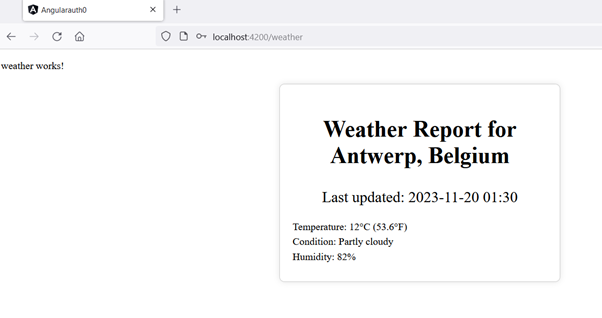 Angularauth0
localhost:4200/weather
weather works!
Weather Report for
Antwerp, Belgium
Last updated: 2023-11-20 01:30
Temperature: 12°C (53.6°F)
Condition: Partly cloudy
Humidity: 82%